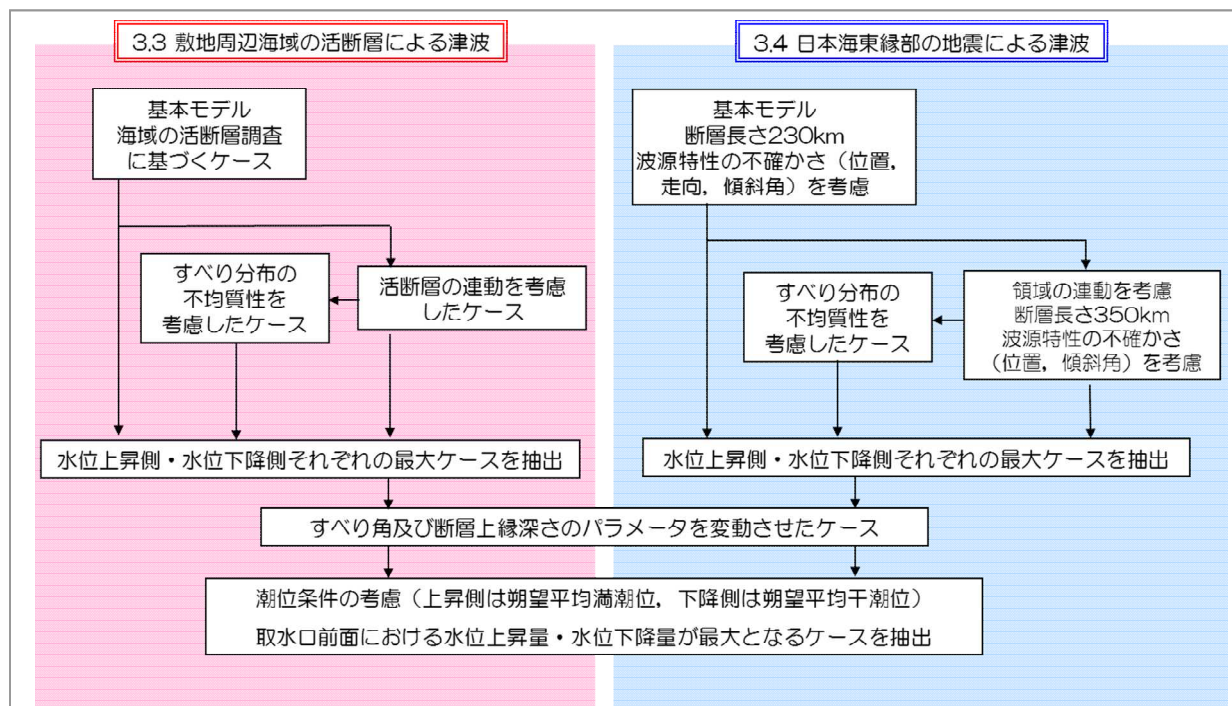 3.3 敷地周辺海域の活断層による津波
基本モデル
海域の活断層調査
に基づくケース
すべり分布の
不均質性を
考慮したケース
活断層の連動を考慮
したケース
水位上昇側・水位下降側それぞれの最大ケースを抽出
3.4 日本海東縁部の地震による津波
基本モデル
断層長さ230km
波源特性の不確かさ（位置，
走向，傾斜角）を考慮
すべり分布の
不均質性を
考慮したケース
領域の連動を考慮
断層長さ350km
波源特性の不確かさ
（位置，傾斜角）を考慮
水位上昇側・水位下降側それぞれの最大ケースを抽出
すべり角及び断層上縁深さのパラメータを変動させたケース
潮位条件の考慮（上昇側は朔望平均満潮位，下降側は朔望平均干潮位）
取水口前面における水位上昇量・水位下降量が最大となるケースを抽出